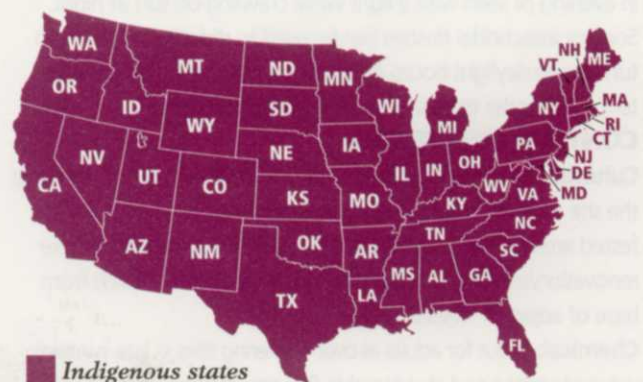 WA
MT
ND
MN
OR
ID
WY
SD
WI
MI
VT
NH
ME
NY
MA
RI
CT
NV
UT
CO
NE
IA
IL
IN
OH
PA
NJ
DE
MD
CA
KS
MO
KY
WV
VA
AZ
NM
OK
AR
TN
NC
SC
TX
LA
MS
AL
GA
FL
Indigenous states